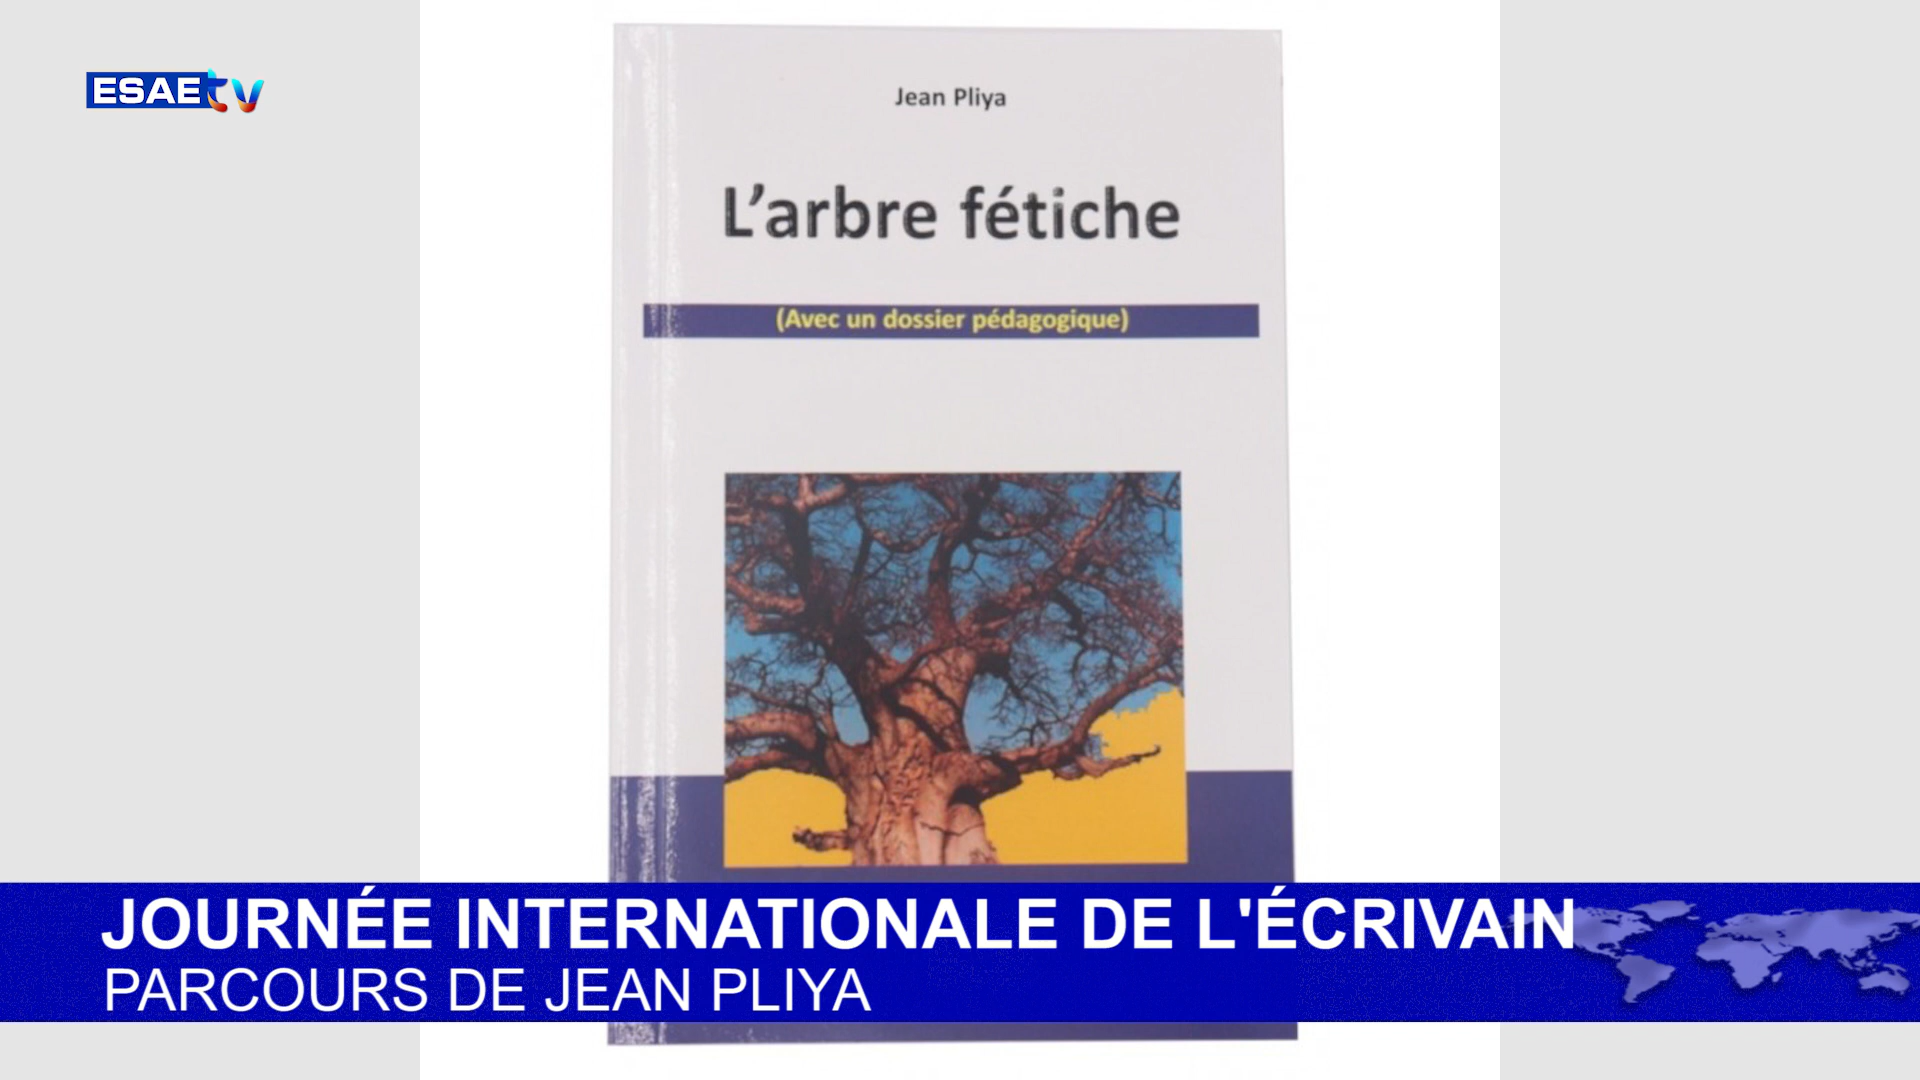 ESAE tv
Jean Pliya
L'arbre fétiche
(Avec un dossier pédagogique)
JOURNÉE INTERNATIONALE DE L'ÉCRIVAIN
PARCOURS DE JEAN PLIYA